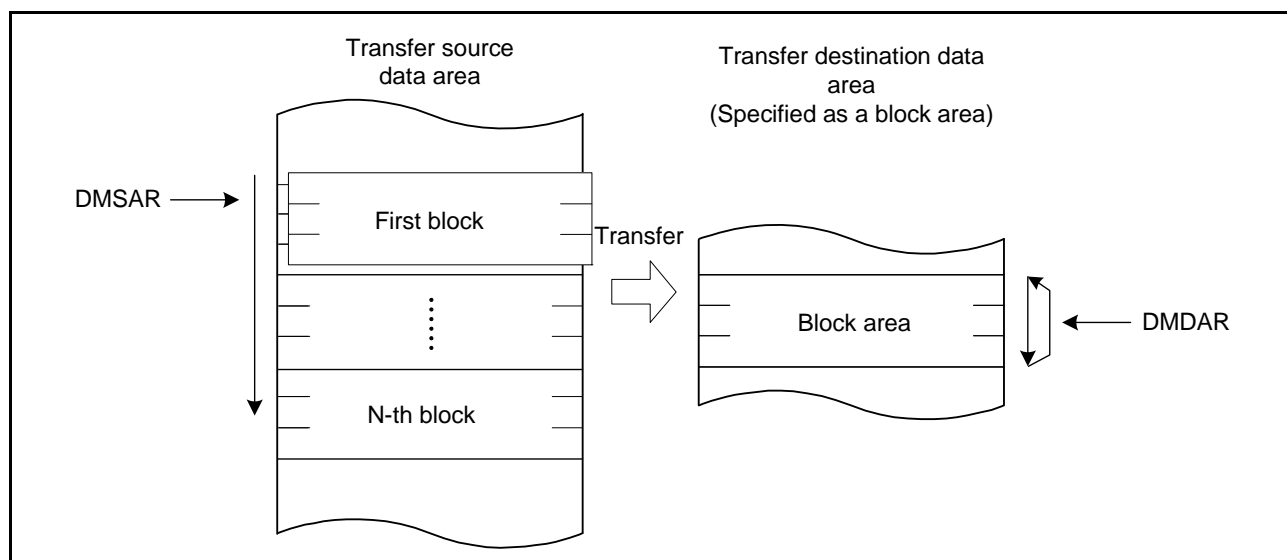 Transfer source
data area
Transfer destination data
area
(Specified as a block area)
DMSAR
First block
Transfer
Block area
DMDAR
N-th block